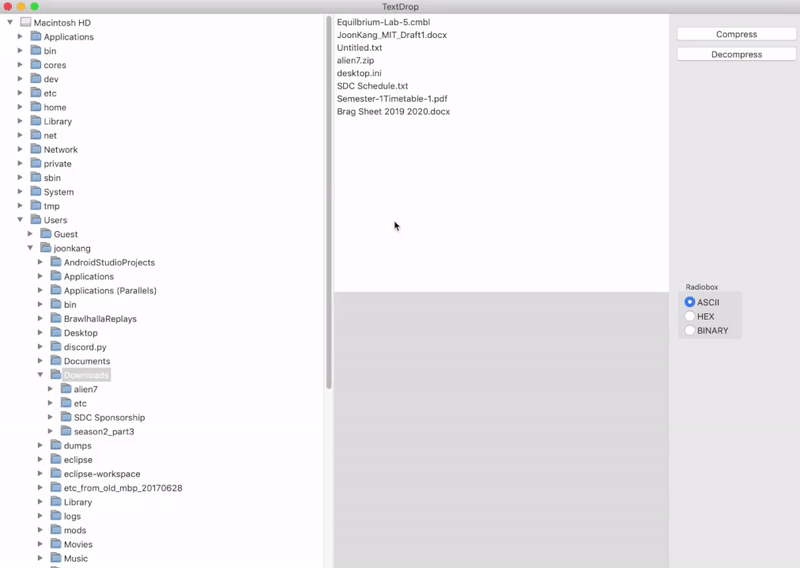 TextDrop
Macintosh HD
Applications
bin
cores
dev
etc
home
Library
net
Network
private
sbin
System
tmp
Users
Guest
joonkang
AndroidStudioProjects
Applications
Applications (Parallels)
bin
BrawlhallaReplays
Desktop
discord.py
Documents
Downloads
alien7
etc
SDC Sponsorship
season2_part3
dumps
eclipse
eclipse-workspace
etc_from_old_mbp_20170628
Library
logs
mods
Movies
Music
Equilbrium-Lab-5.cmbl
JoonKang_MIT_Draft1.docx
Untitled.txt
alien7.zip
desktop.ini
SDC Schedule.txt
Semester-1Timetable-1.pdf
Brag Sheet 2019 2020.docx
Compress
Decompress
Radiobox
ASCII
HEX
BINARY